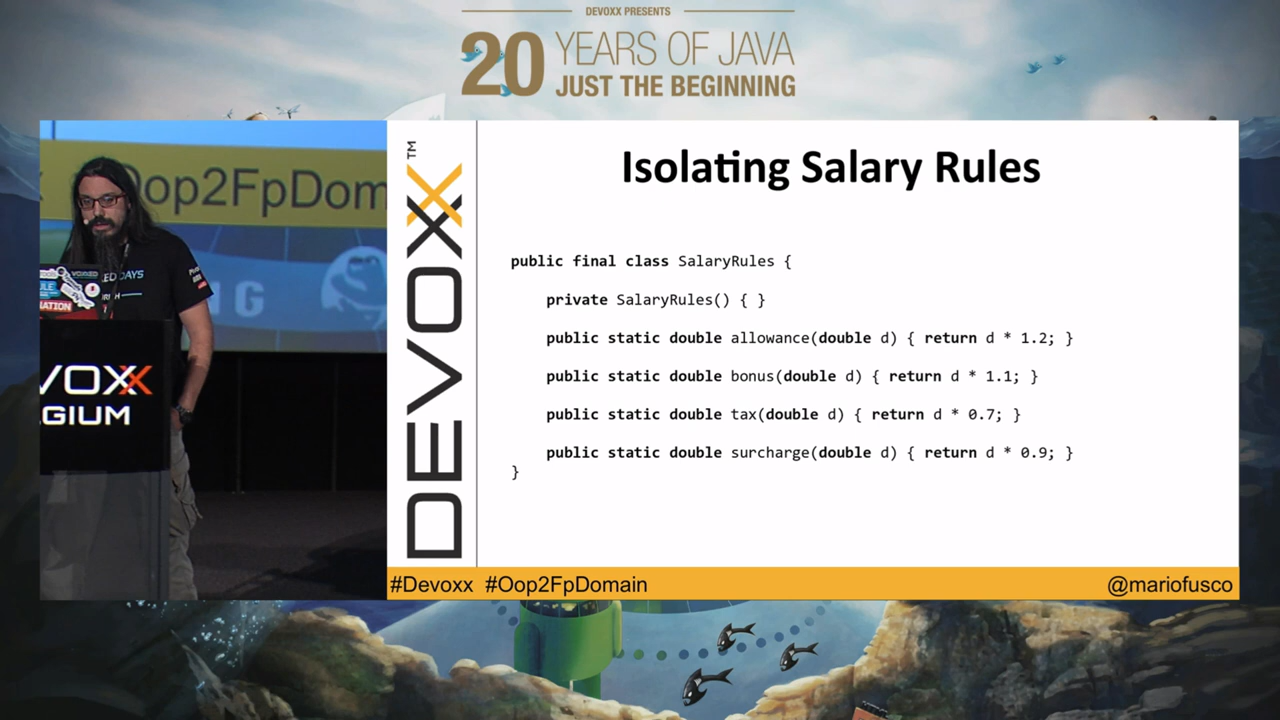 DEVOXX PRESENTS
20 YEARS OF JAVA
JUST THE BEGINNING
Oop2FpDom
NG
VOXX
GIUM
DEVOXX™
Isolating Salary Rules
public final class SalaryRules {
private SalaryRules() { }
public static double allowance(double d) { return d * 1.2; }
public static double bonus(double d) { return d * 1.1; }
public static double tax(double d) { return d * 0.7; }
public static double surcharge(double d) { return d * 0.9; }
}
#Devoxx #Oop2FpDomain
@mariofusco